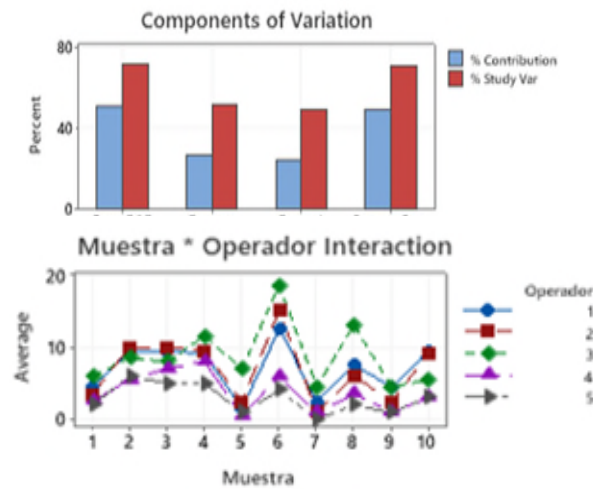 Components of Variation
80
40
0
Percent
% Contribution
% Study Var
Muestra * Operador Interaction
20
10
0
Average
1 2 3 4 5 6 7 8 9 10
Muestra
Operador
1
2
3
4
5